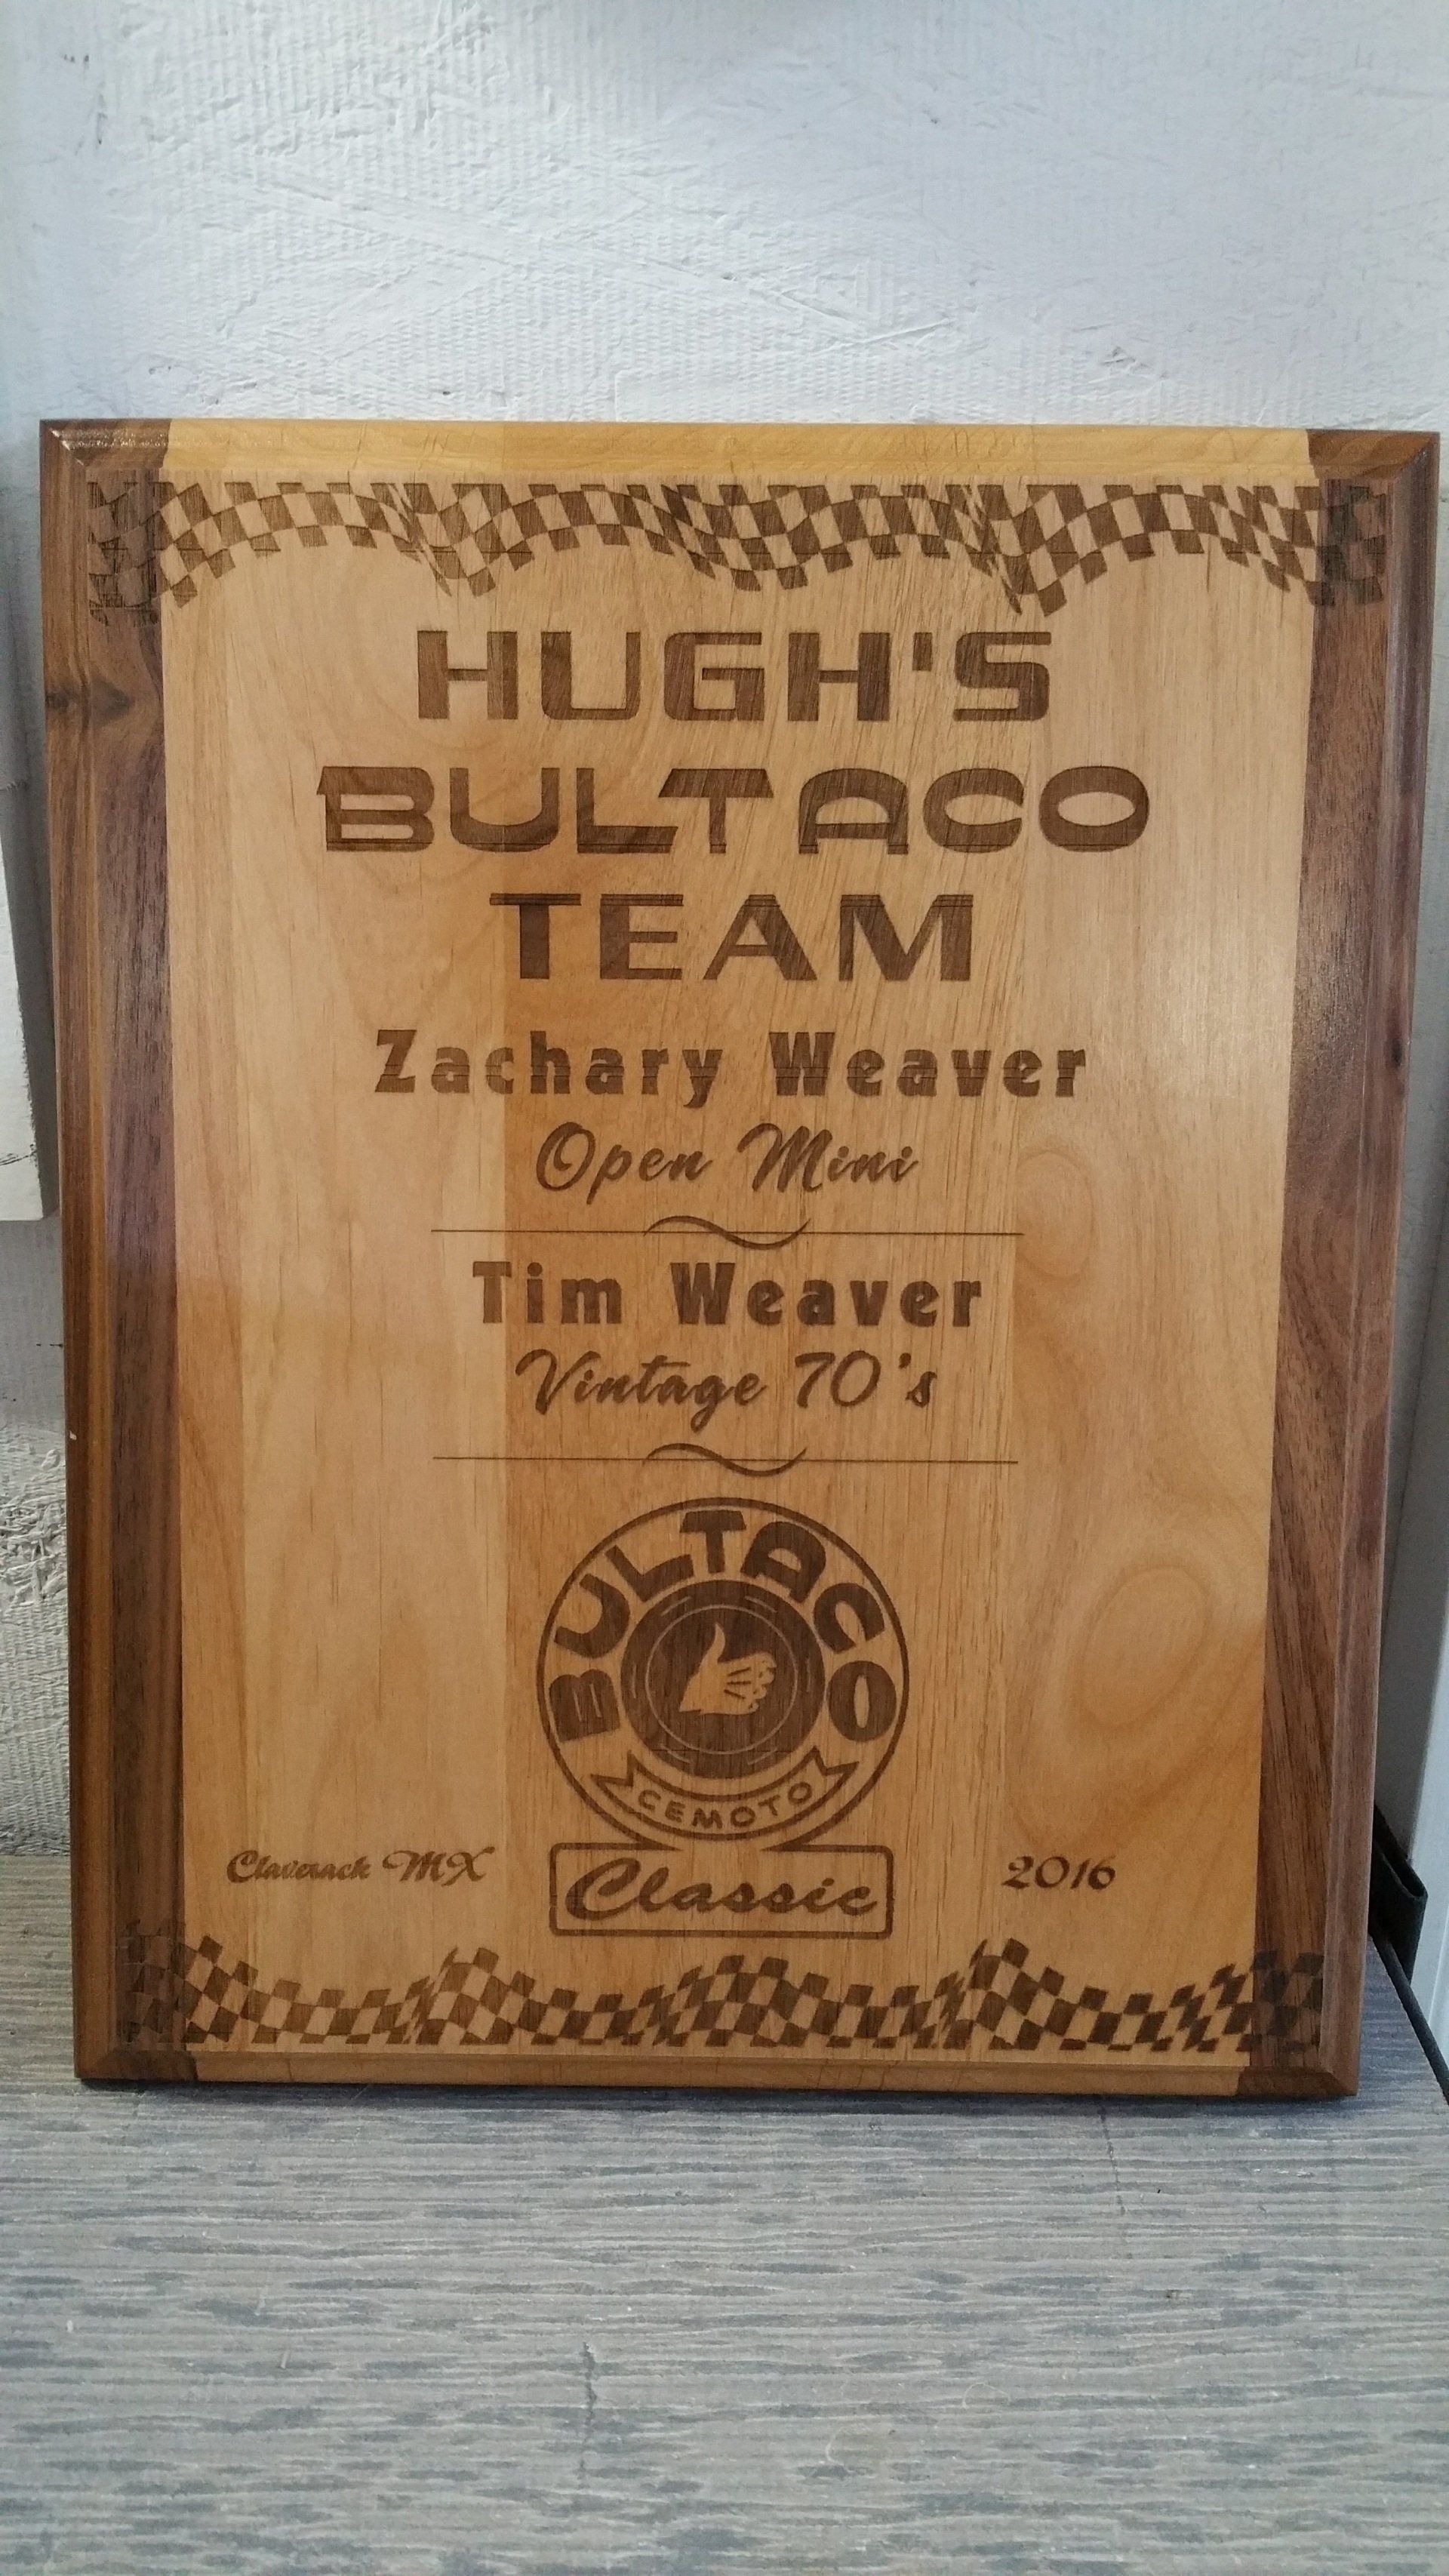 HUGH'S
BULTACO
TEAM
Zachary Weaver
Open Mini
Tim Weaver
Vintage 70's
BULTACO
CEMOTO
Claverack MX
Classic
2016